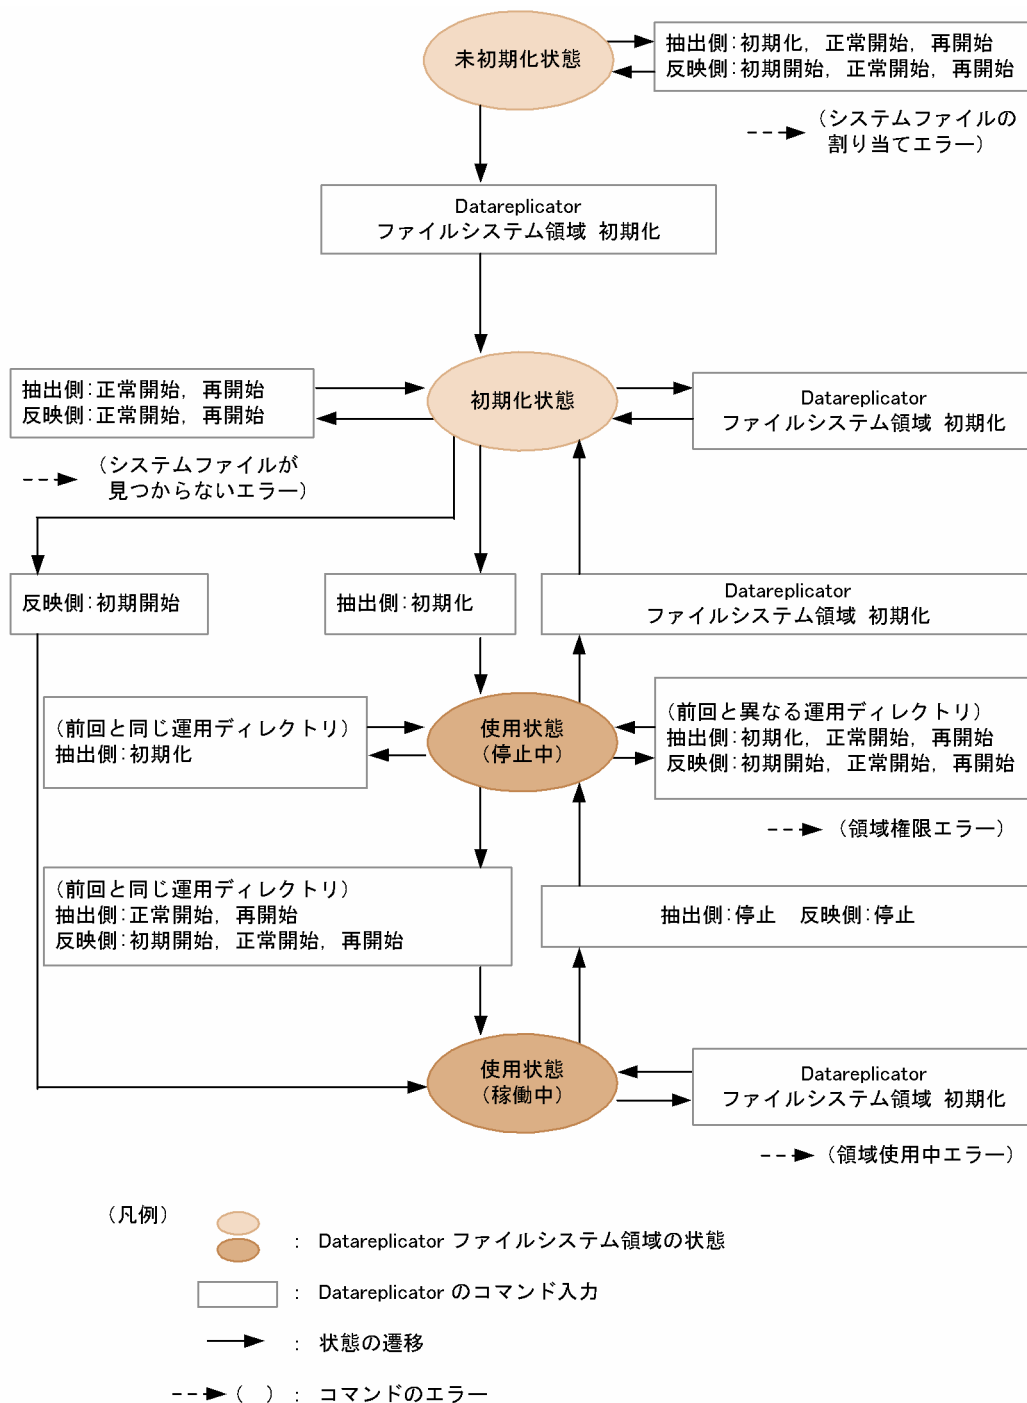 未初期化状態
抽出側：初期化，正常開始，再開始
反映側：初期開始，正常開始，再開始
（システムファイルの
割り当てエラー）
Datareplicator
ファイルシステム領域 初期化
抽出側：正常開始，再開始
反映側：正常開始，再開始
初期化状態
Datareplicator
ファイルシステム領域 初期化
（システムファイルが
見つからないエラー）
反映側：初期開始
抽出側：初期化
Datareplicator
ファイルシステム領域 初期化
（前回と同じ運用ディレクトリ）
抽出側：初期化
使用状態
（停止中）
（前回と異なる運用ディレクトリ）
抽出側：初期化，正常開始，再開始
反映側：初期開始，正常開始，再開始
（領域権限エラー）
（前回と同じ運用ディレクトリ）
抽出側：正常開始，再開始
反映側：初期開始，正常開始，再開始
抽出側：停止　反映側：停止
使用状態
（稼働中）
Datareplicator
ファイルシステム領域 初期化
（領域使用中エラー）
（凡例）
： Datareplicator ファイルシステム領域の状態
： Datareplicator のコマンド入力
： 状態の遷移
（　）： コマンドのエラー